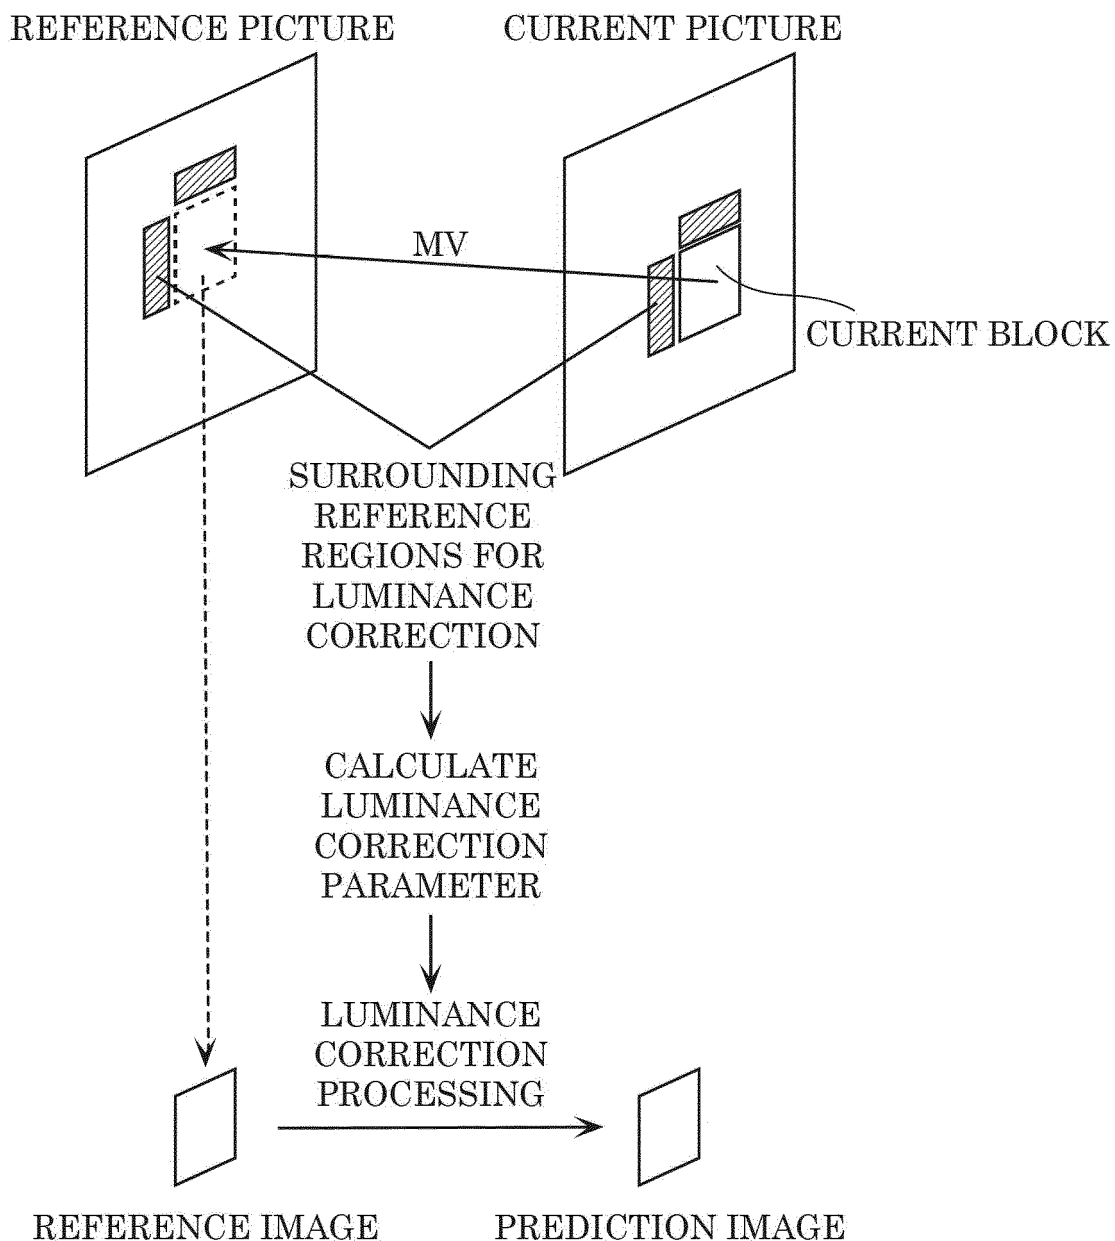 REFERENCE PICTURE
CURRENT PICTURE
MV
CURRENT BLOCK
SURROUNDING
REFERENCE
REGIONS FOR
LUMINANCE
CORRECTION
CALCULATE
LUMINANCE
CORRECTION
PARAMETER
LUMINANCE
CORRECTION
PROCESSING
REFERENCE IMAGE
PREDICTION IMAGE